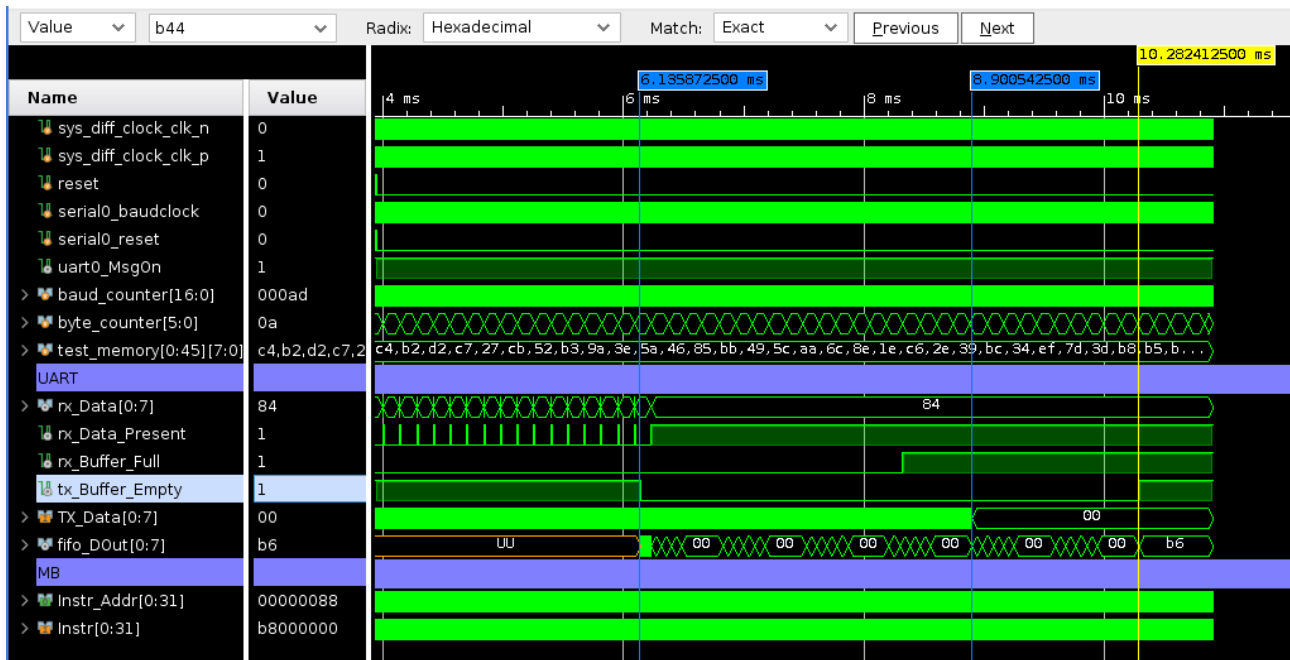 Value b44 Radix: Hexadecimal Match: Exact Previous Next
10.282412500 ms
6.135872500 ms 8.900542500 ms
Name Value 4 ms 6 ms 8 ms 10 ms
sys_diff_clock_clk_n 0
sys_diff_clock_clk_p 1
reset 0
serial0_baudclock 0
serial0_reset 0
uart0_MsgOn 1
baud_counter[16:0] 000ad
byte_counter[5:0] 0a
test_memory[0:45][7:0] c4,b2,d2,c7,2 c4,b2,d2,c7,27,cb,52,b3,9a,3e,5a,46,85,bb,49,5c,aa,6c,8e,1e,c6,2e,39,bc,34,ef,7d,3d,b8,b5,b...
UART
rx_Data[0:7] 84 84
rx_Data_Present 1
rx_Buffer_Full 1
tx_Buffer_Empty 1
TX_Data[0:7] 00 00
fifo_DOut[0:7] b6 UU 00 00 00 00 00 00 b6
MB
Instr_Addr[0:31] 00000088
Instr[0:31] b8000000